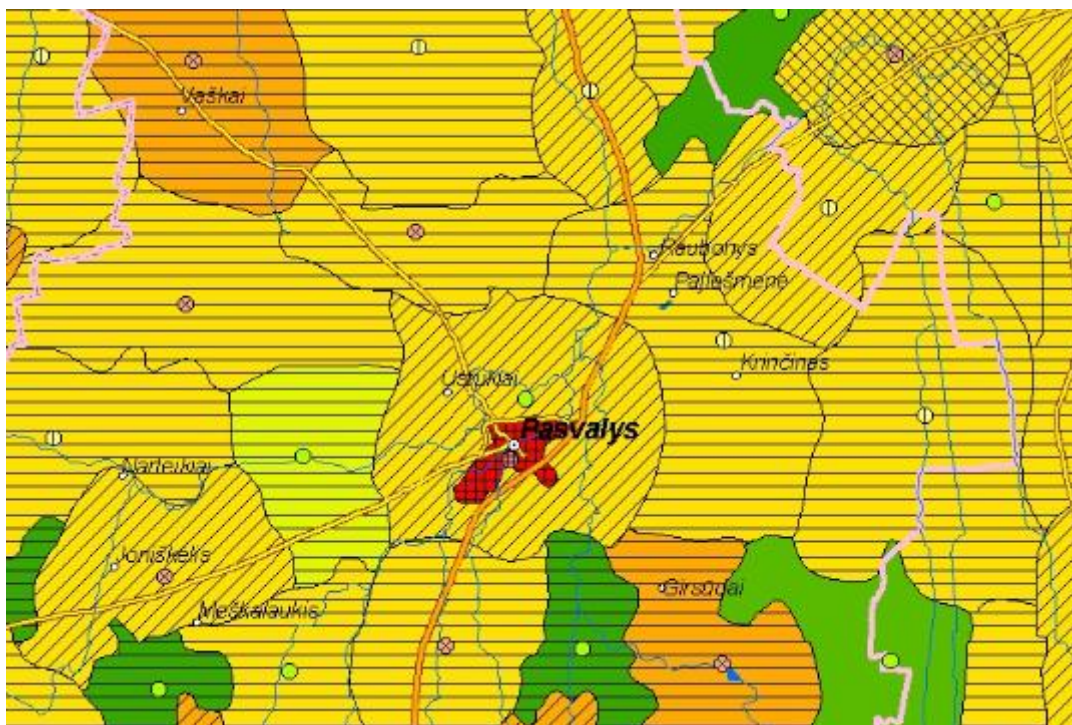 Vaškai
Raubonys
Pajiešmenė
Krinčinas
Ustukiai
Pasvalys
Narteikiai
Joniškėlis
Girsūdai
Meškalaukis